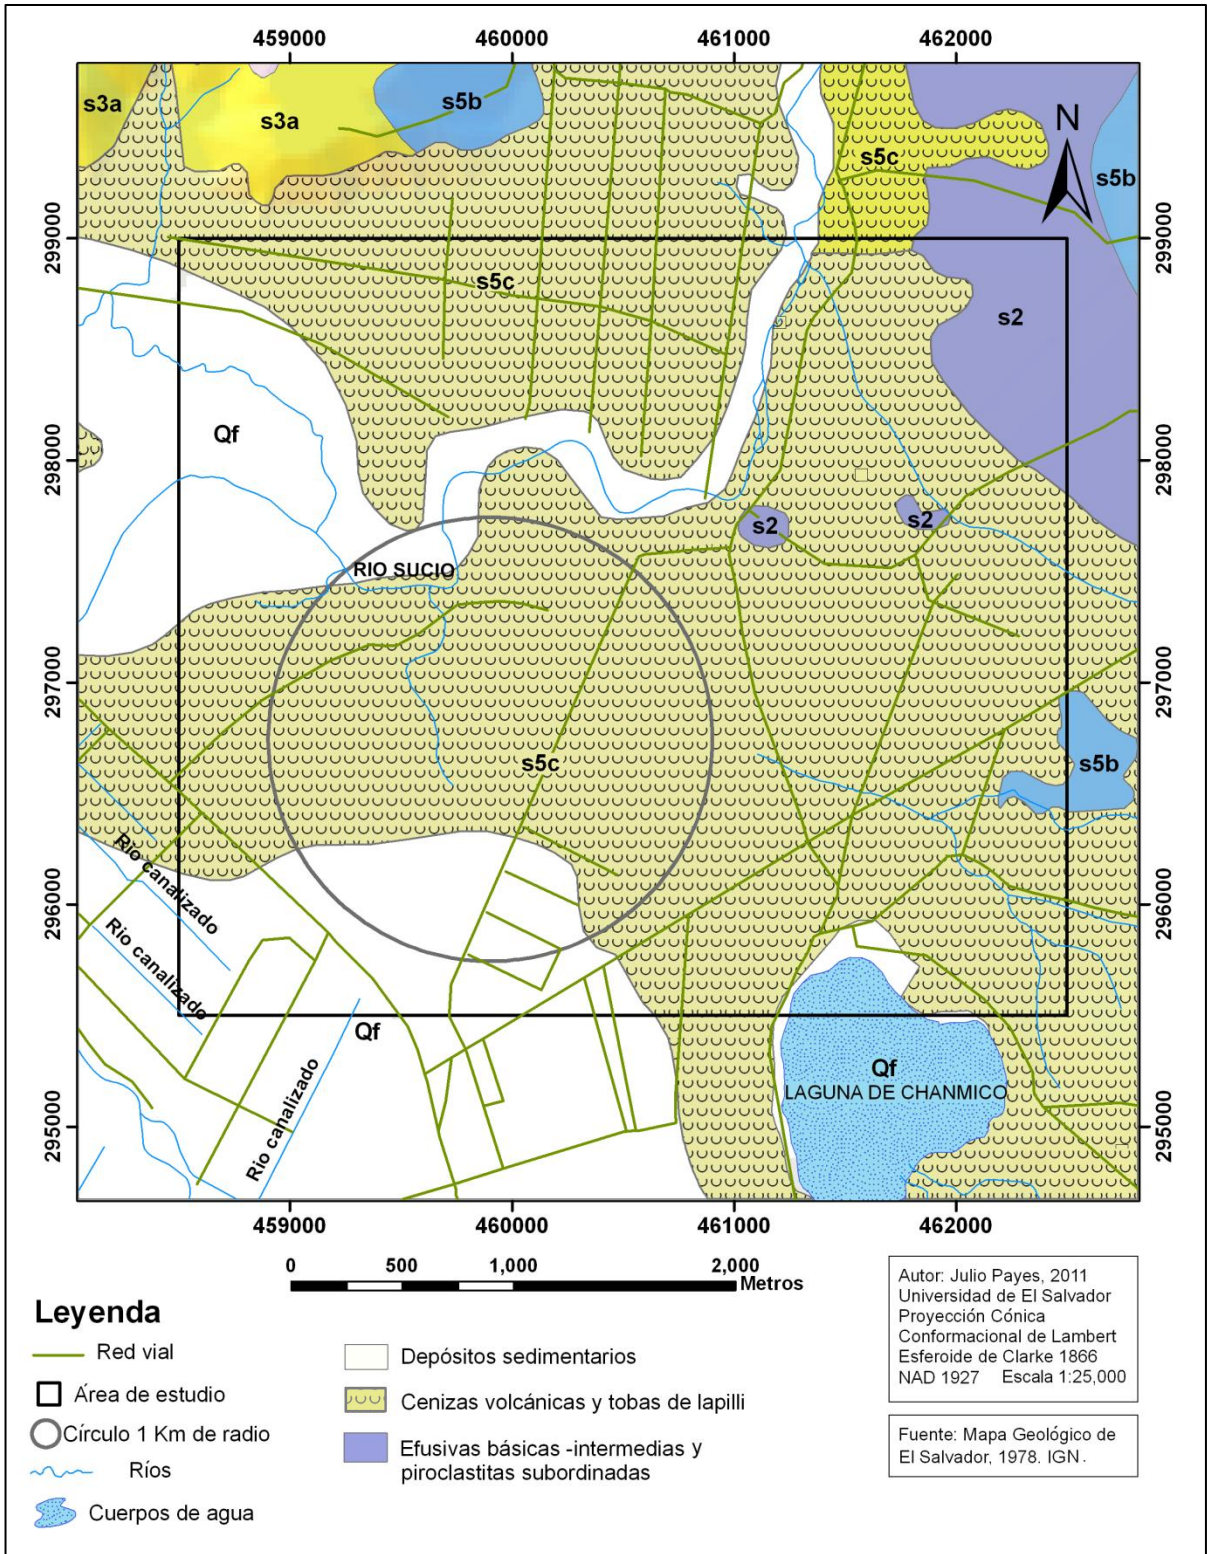 459000 460000 461000 462000
s3a
s3a
s5b
s5c
N
s5b
299000
299000
s5c
s2
Qf
298000
298000
s2
s2
RIO SUCIO
297000
297000
s5c
s5b
Rio canalizado
296000
296000
Rio canalizado
Qf
Rio canalizado
Qf
LAGUNA DE CHANMICO
295000
295000
459000 460000 461000 462000
0 500 1,000 2,000
Metros
Leyenda
Red vial
Área de estudio
Círculo 1 Km de radio
Ríos
Cuerpos de agua
Depósitos sedimentarios
Cenizas volcánicas y tobas de lapilli
Efusivas básicas -intermedias y
piroclastitas subordinadas
Autor: Julio Payes, 2011
Universidad de El Salvador
Proyección Cónica
Conformacional de Lambert
Esferoide de Clarke 1866
NAD 1927 Escala 1:25,000
Fuente: Mapa Geológico de
El Salvador, 1978. IGN.